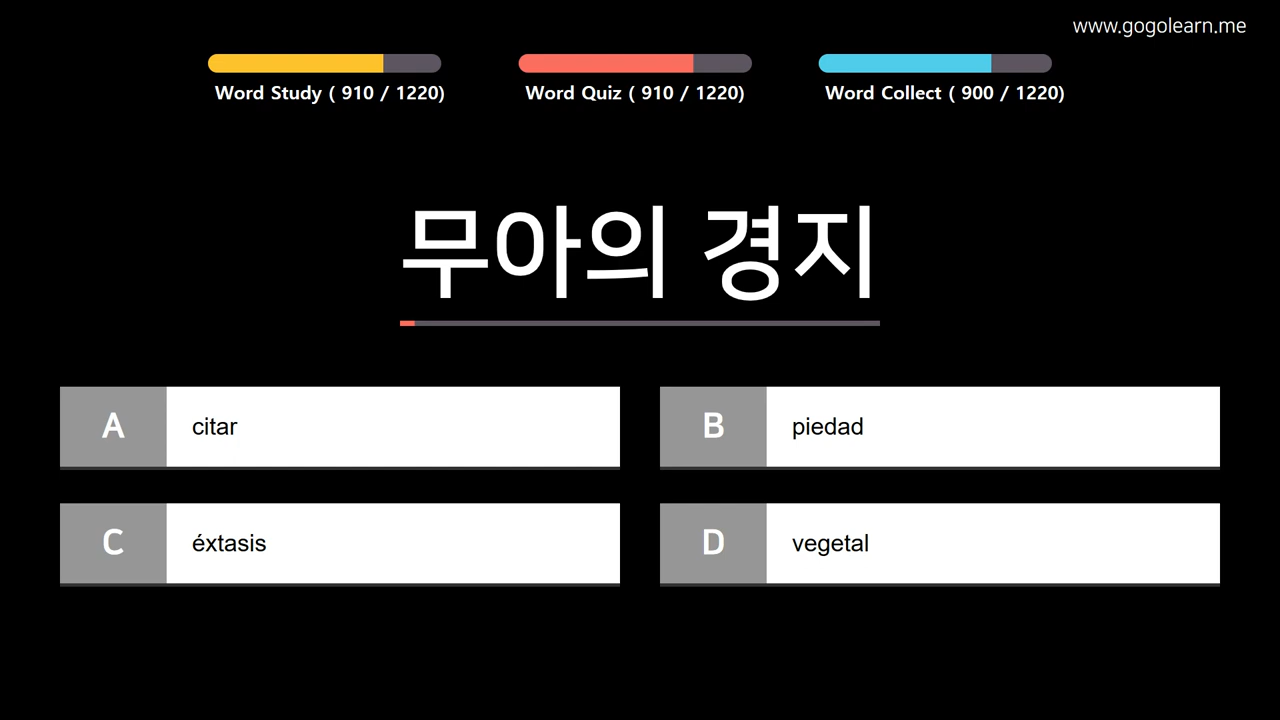 www.gogolearn.me
Word Study ( 910 / 1220)
Word Quiz ( 910 / 1220)
Word Collect ( 900 / 1220)
무아의 경지
A citar
B piedad
C éxtasis
D vegetal